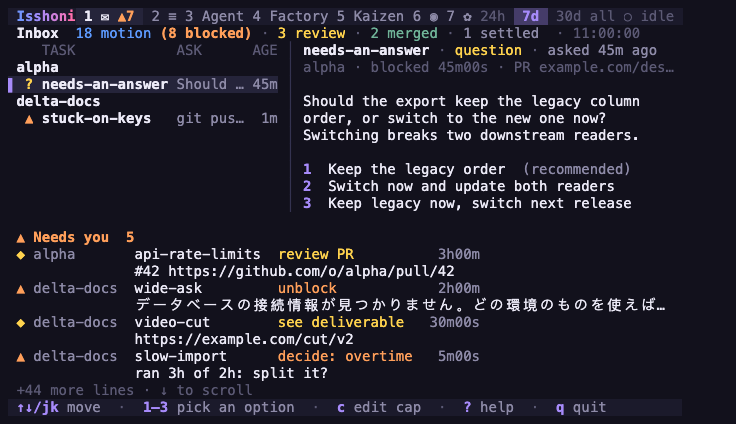 Isshoni 1 ✉ ▲7 2 ≡ 3 Agent 4 Factory 5 Kaizen 6 ◉ 7 ✿ 24h 7d 30d all ○ idle
Inbox 18 motion (8 blocked) · 3 review · 2 merged · 1 settled · 11:00:00
TASK ASK AGE
alpha
? needs-an-answer Should … 45m
delta-docs
▲ stuck-on-keys git pus… 1m
needs-an-answer · question · asked 45m ago
alpha · blocked 45m00s · PR example.com/des…
Should the export keep the legacy column
order, or switch to the new one now?
Switching breaks two downstream readers.
1 Keep the legacy order (recommended)
2 Switch now and update both readers
3 Keep legacy now, switch next release
▲ Needs you 5
◆ alpha api-rate-limits review PR 3h00m
#42 https://github.com/o/alpha/pull/42
▲ delta-docs wide-ask unblock 2h00m
データベースの接続情報が見つかりません。どの環境のものを使えば…
◆ delta-docs video-cut see deliverable 30m00s
https://example.com/cut/v2
▲ delta-docs slow-import decide: overtime 5m00s
ran 3h of 2h: split it?
+44 more lines · ↓ to scroll
↑↓/jk move · 1–3 pick an option · c edit cap · ? help · q quit